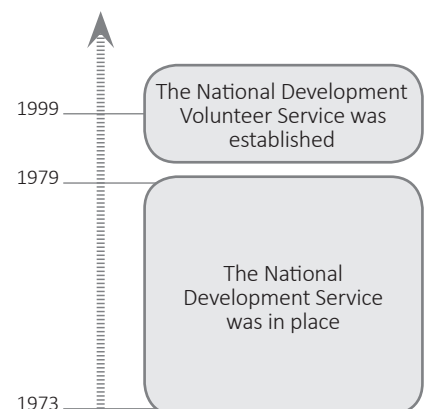 1999
The National Development
Volunteer Service was
established
1979
The National
Development Service
was in place
1973